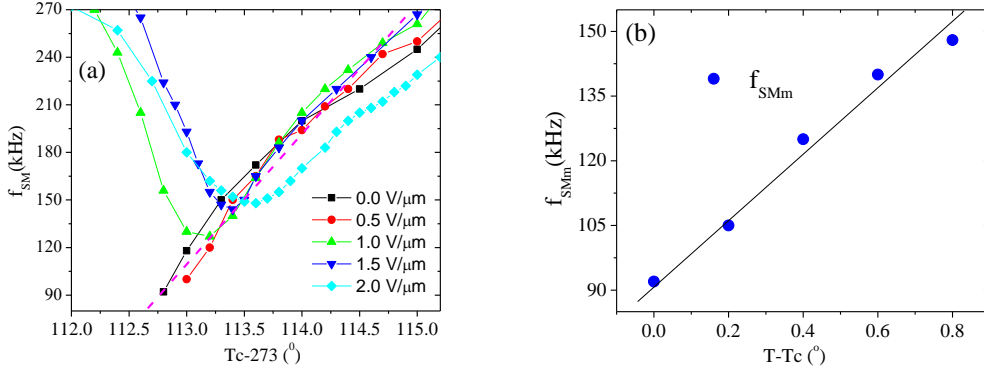 270
240
210
180
150
120
90
f_SM(kHz)
(a)
0.0 V/μm
0.5 V/μm
1.0 V/μm
1.5 V/μm
2.0 V/μm
112.0 112.5 113.0 113.5 114.0 114.5 115.0
Tc-273 (⁰)
150
135
120
105
90
f_SMm(kHz)
(b)
f_SMm
0.0 0.2 0.4 0.6 0.8
T-Tc (⁰)